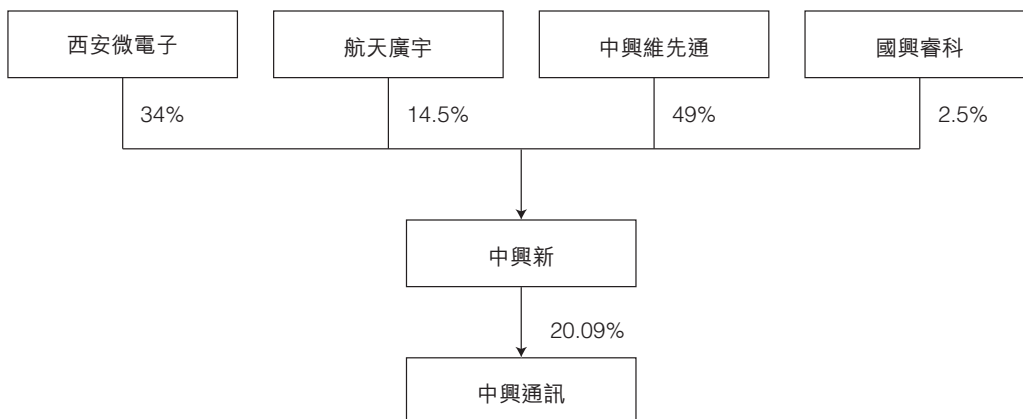 西安微電子
航天廣宇
中興維先通
國興睿科
34%
14.5%
49%
2.5%
中興新
20.09%
中興通訊